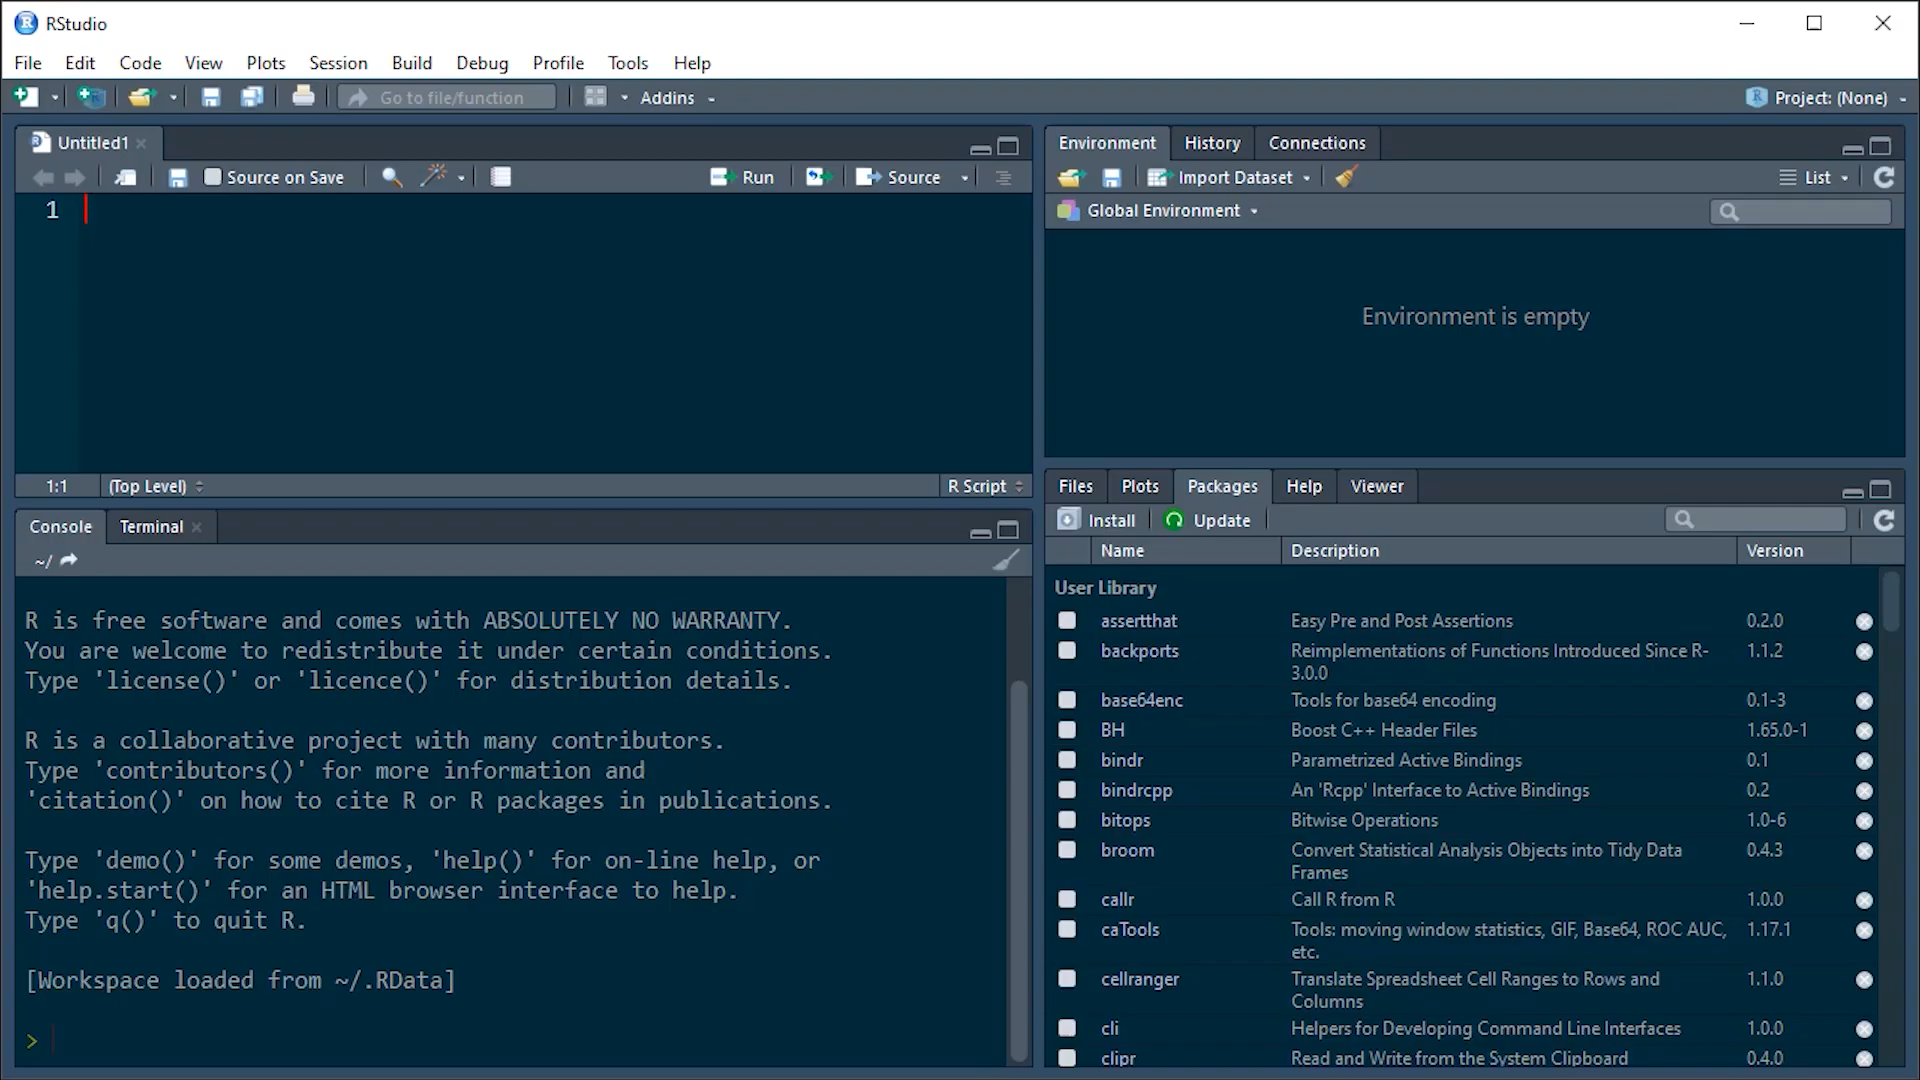 RStudio
File Edit Code View Plots Session Build Debug Profile Tools Help
Go to file/function Addins Project: (None)
Untitled1
Source on Save Run Source
1
1:1 (Top Level) R Script
Console Terminal
~/
R is free software and comes with ABSOLUTELY NO WARRANTY.
You are welcome to redistribute it under certain conditions.
Type 'license()' or 'licence()' for distribution details.
R is a collaborative project with many contributors.
Type 'contributors()' for more information and
'citation()' on how to cite R or R packages in publications.
Type 'demo()' for some demos, 'help()' for on-line help, or
'help.start()' for an HTML browser interface to help.
Type 'q()' to quit R.
[Workspace loaded from ~/.RData]
>
Environment History Connections
Import Dataset List
Global Environment
Environment is empty
Files Plots Packages Help Viewer
Install Update
Name Description Version
User Library
assertthat Easy Pre and Post Assertions 0.2.0
backports Reimplementations of Functions Introduced Since R- 1.1.2
3.0.0
base64enc Tools for base64 encoding 0.1-3
BH Boost C++ Header Files 1.65.0-1
bindr Parametrized Active Bindings 0.1
bindrcpp An 'Rcpp' Interface to Active Bindings 0.2
bitops Bitwise Operations 1.0-6
broom Convert Statistical Analysis Objects into Tidy Data 0.4.3
Frames
callr Call R from R 1.0.0
caTools Tools: moving window statistics, GIF, Base64, ROC AUC, 1.17.1
etc.
cellranger Translate Spreadsheet Cell Ranges to Rows and 1.1.0
Columns
cli Helpers for Developing Command Line Interfaces 1.0.0
clipr Read and Write from the System Clipboard 0.4.0